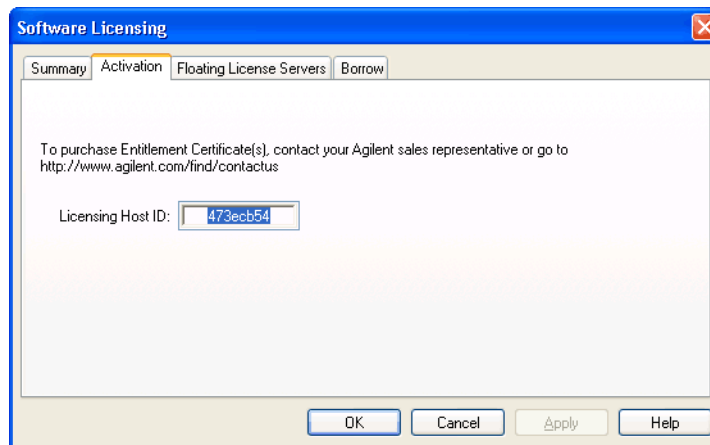 Software Licensing
Summary Activation Floating License Servers Borrow
To purchase Entitlement Certificate(s), contact your Agilent sales representative or go to
http://www.agilent.com/find/contactus
Licensing Host ID: 473ecb54
OK Cancel Apply Help